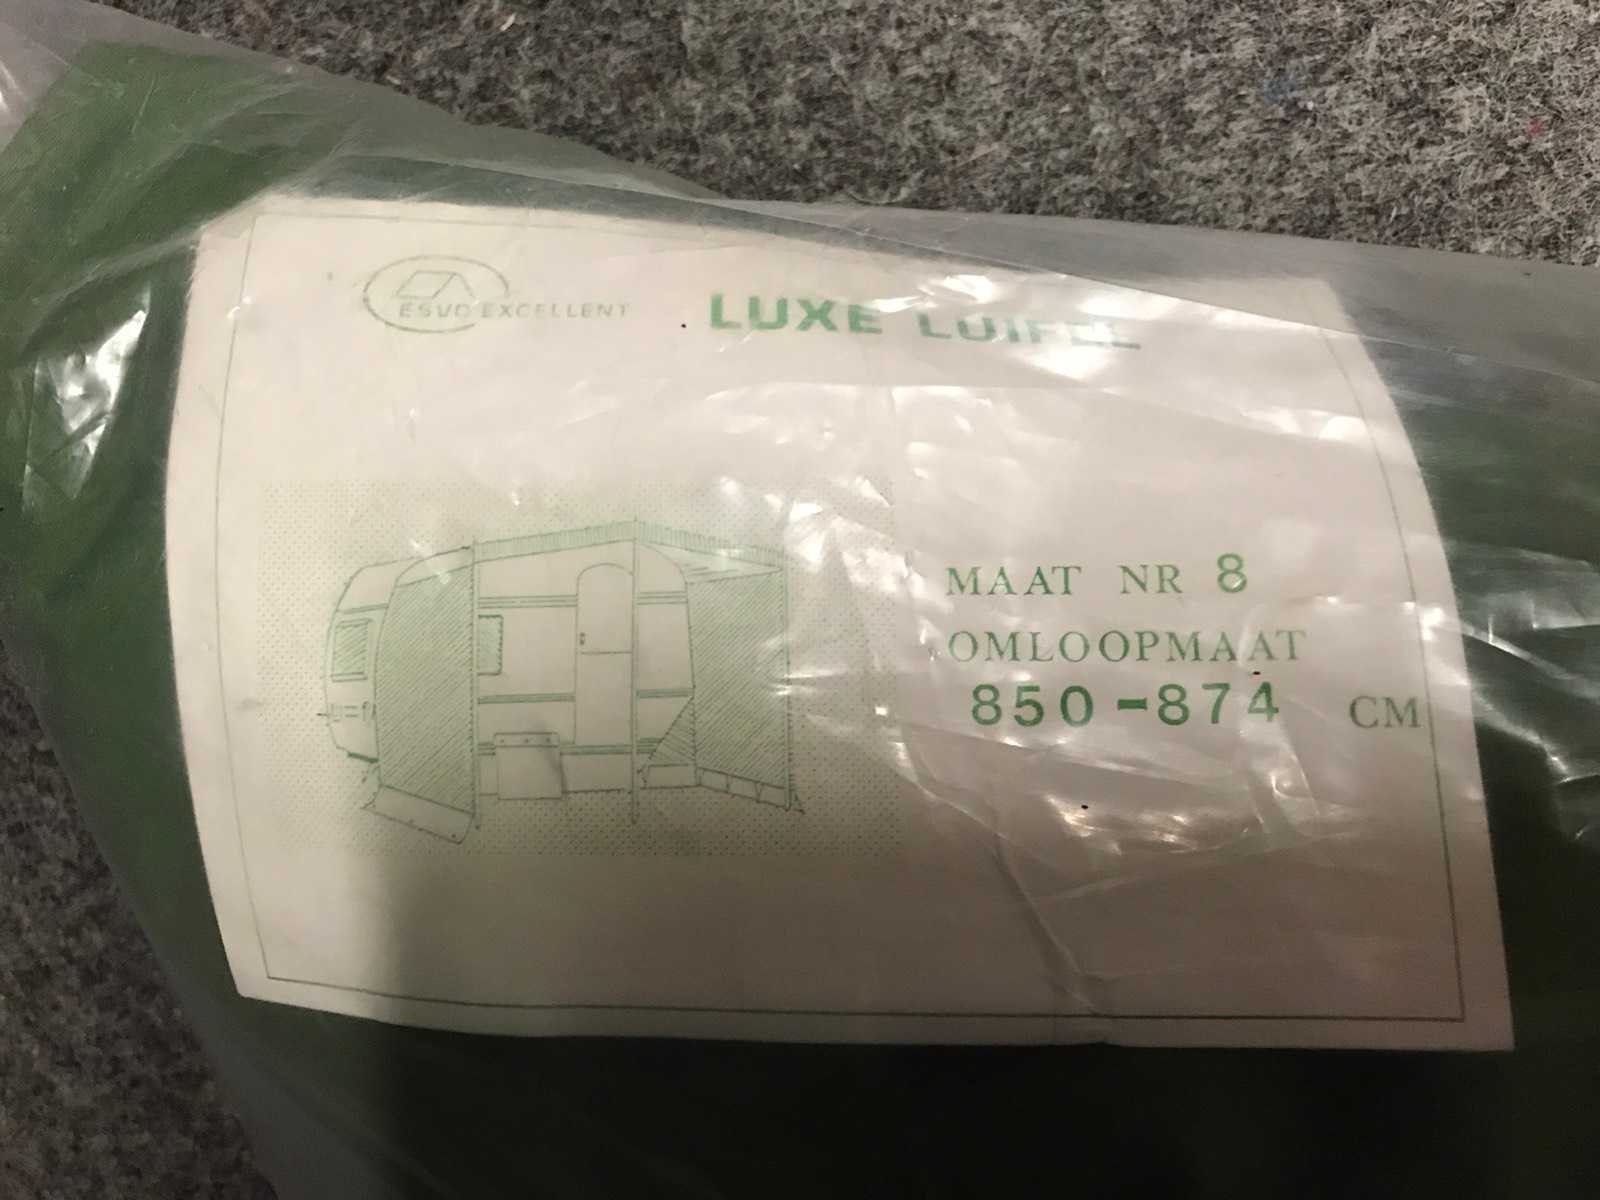 ESVO EXCELLENT
LUXE LUIFEL
MAAT NR 8
OMLOOPMAAT
850-874 CM